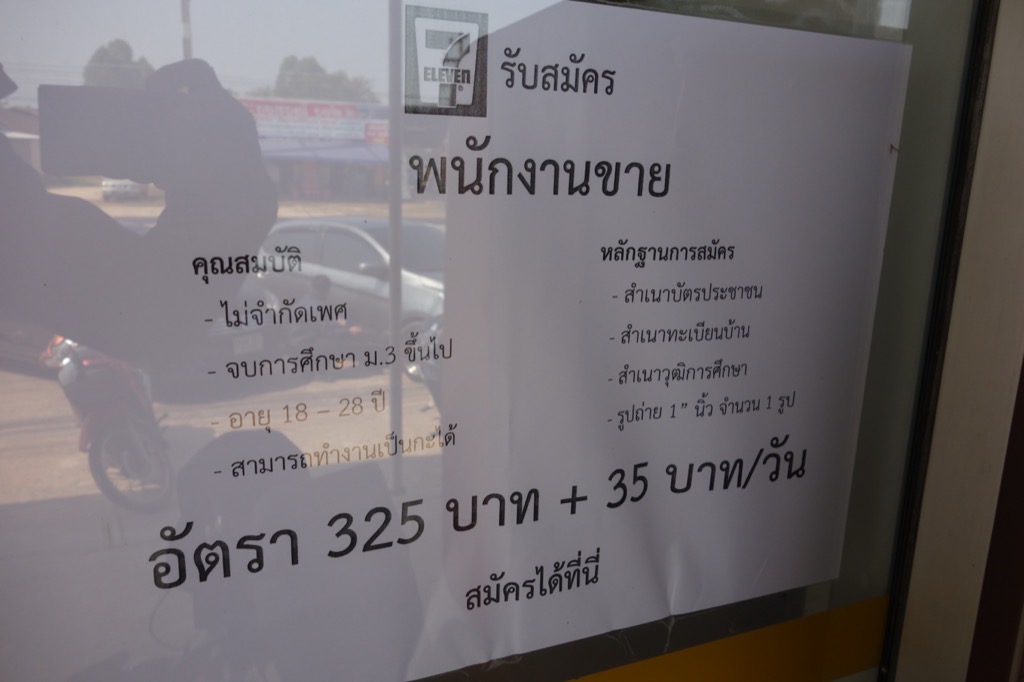 7
ELEVEn
รับสมัคร
พนักงานขาย
คุณสมบัติ
- ไม่จำกัดเพศ
- จบการศึกษา ม.3 ขึ้นไป
- อายุ 18 – 28 ปี
- สามารถทำงานเป็นกะได้
หลักฐานการสมัคร
- สำเนาบัตรประชาชน
- สำเนาทะเบียนบ้าน
- สำเนาวุฒิการศึกษา
- รูปถ่าย 1” นิ้ว จำนวน 1 รูป
อัตรา 325 บาท + 35 บาท/วัน
สมัครได้ที่นี่